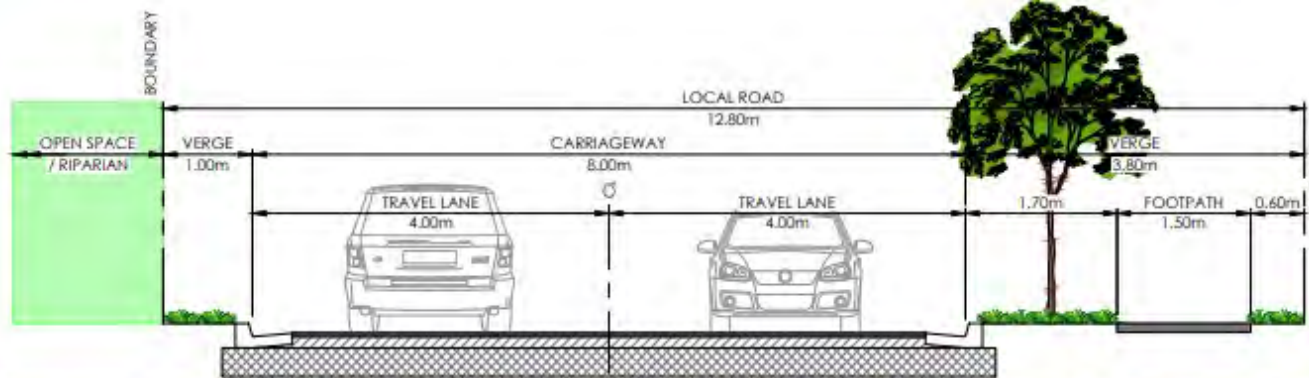 BOUNDARY
LOCAL ROAD
12.80m
OPEN SPACE
/ RIPARIAN
VERGE
1.00m
CARRIAGEWAY
8.00m
VERGE
3.80m
TRAVEL LANE
4.00m
TRAVEL LANE
4.00m
1.70m
FOOTPATH
1.50m
0.60m